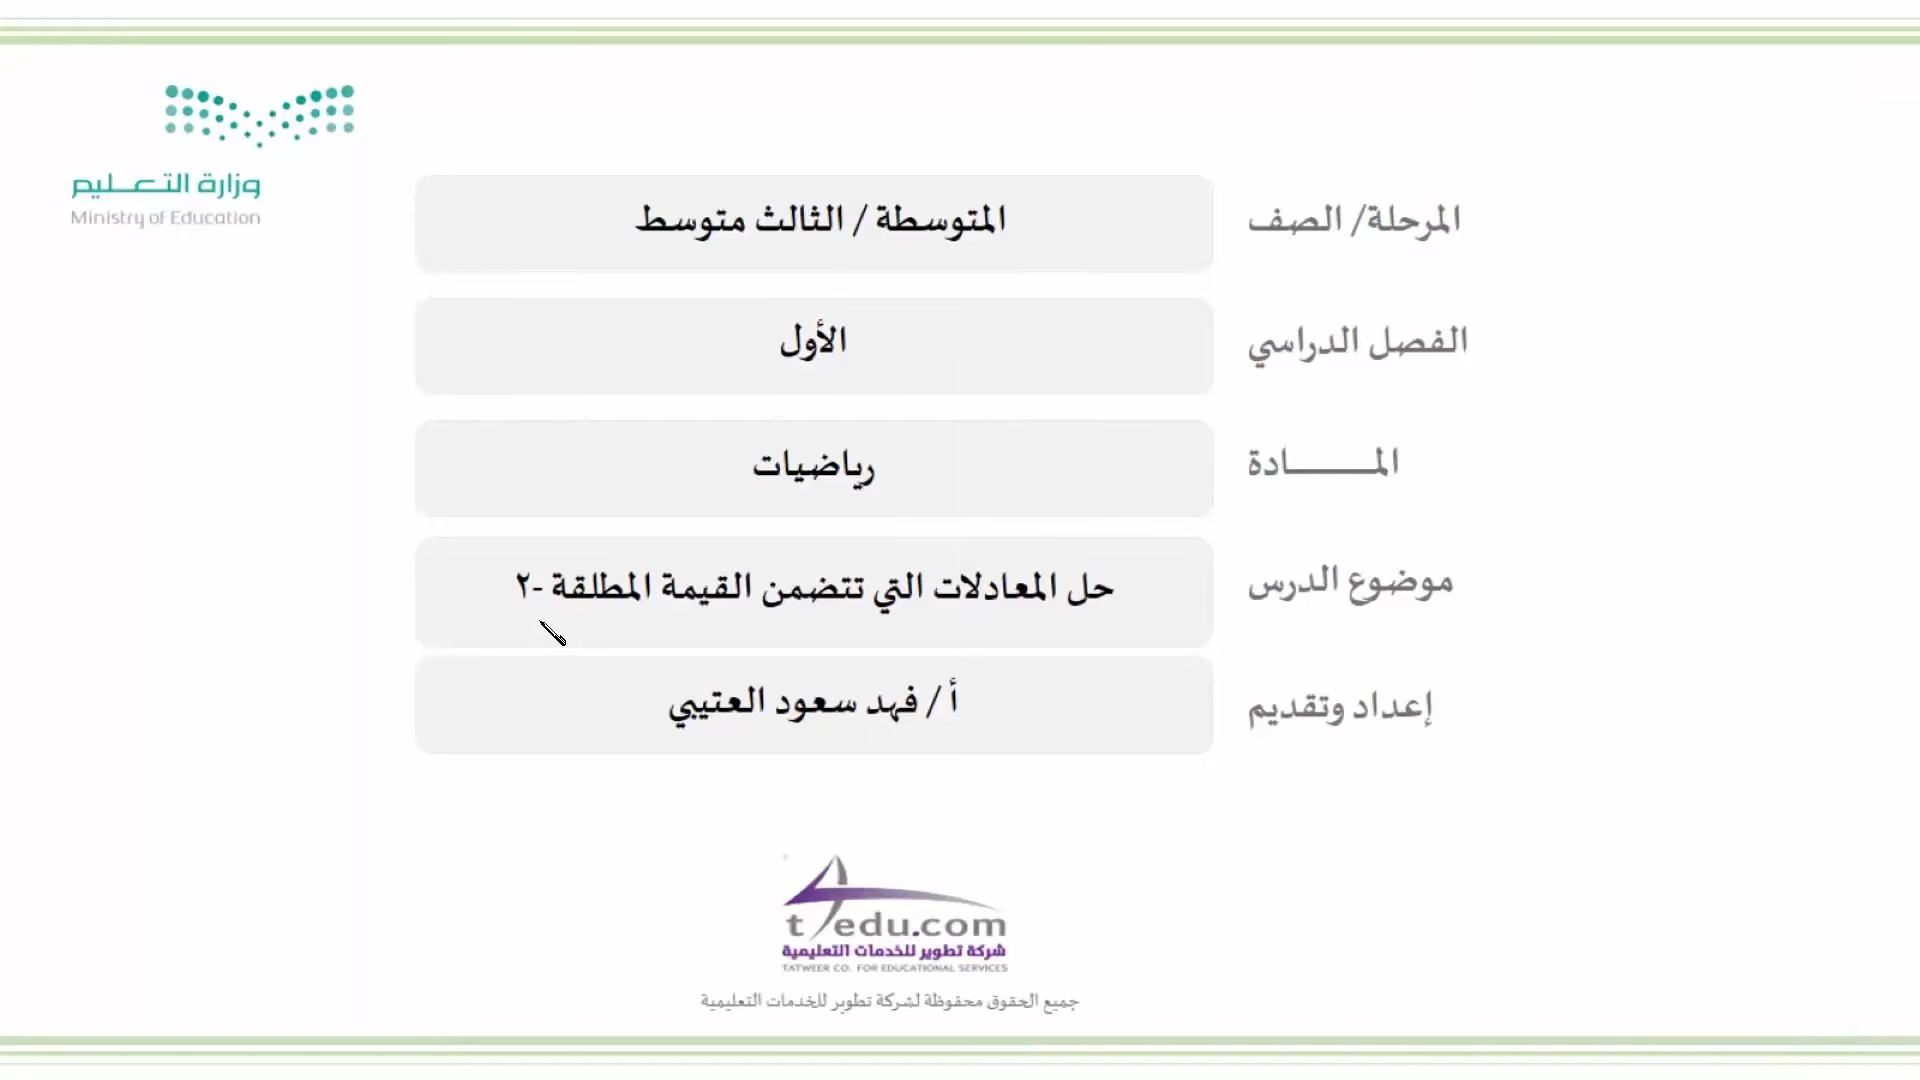 وزارة التعليم
Ministry of Education
المرحلة/ الصف
المتوسطة / الثالث متوسط
الفصل الدراسي
الأول
المـــــــادة
رياضيات
موضوع الدرس
حل المعادلات التي تتضمن القيمة المطلقة -٢
إعداد وتقديم
أ / فهد سعود العتيبي
t4edu.com
شركة تطوير للخدمات التعليمية
TATWEER CO. FOR EDUCATIONAL SERVICES
جميع الحقوق محفوظة لشركة تطوير للخدمات التعليمية